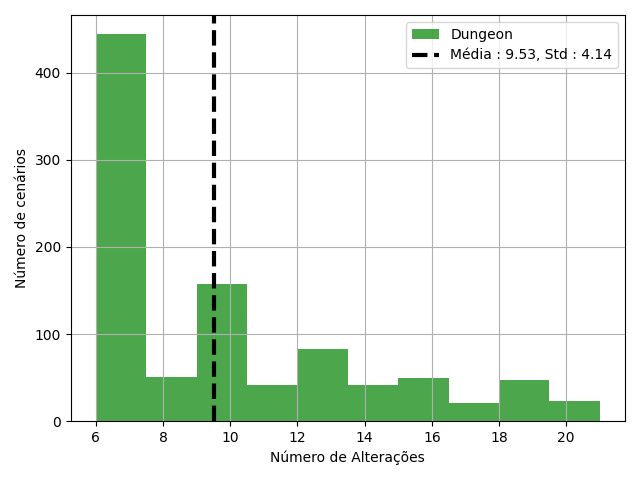 Dungeon
Média : 9.53, Std : 4.14
Número de cenários
400
300
200
100
0
6 8 10 12 14 16 18 20
Número de Alterações